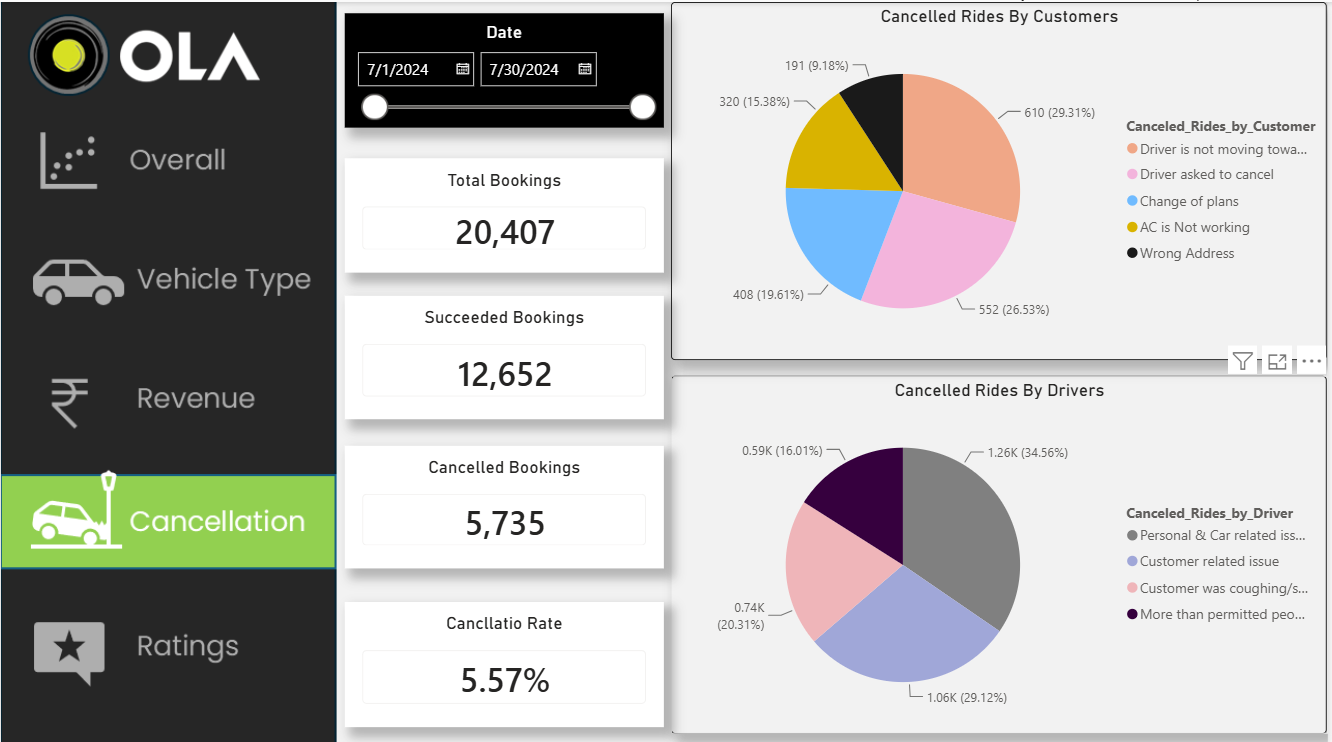 OLA
Overall
Vehicle Type
Revenue
Cancellation
Ratings
Date
7/1/2024
7/30/2024
Total Bookings
20,407
Succeeded Bookings
12,652
Cancelled Bookings
5,735
Cancllatio Rate
5.57%
Cancelled Rides By Customers
191 (9.18%)
320 (15.38%)
610 (29.31%)
408 (19.61%)
552 (26.53%)
Canceled_Rides_by_Customer
Driver is not moving towa...
Driver asked to cancel
Change of plans
AC is Not working
Wrong Address
Cancelled Rides By Drivers
0.59K (16.01%)
1.26K (34.56%)
0.74K
(20.31%)
1.06K (29.12%)
Canceled_Rides_by_Driver
Personal & Car related iss...
Customer related issue
Customer was coughing/s...
More than permitted peo...